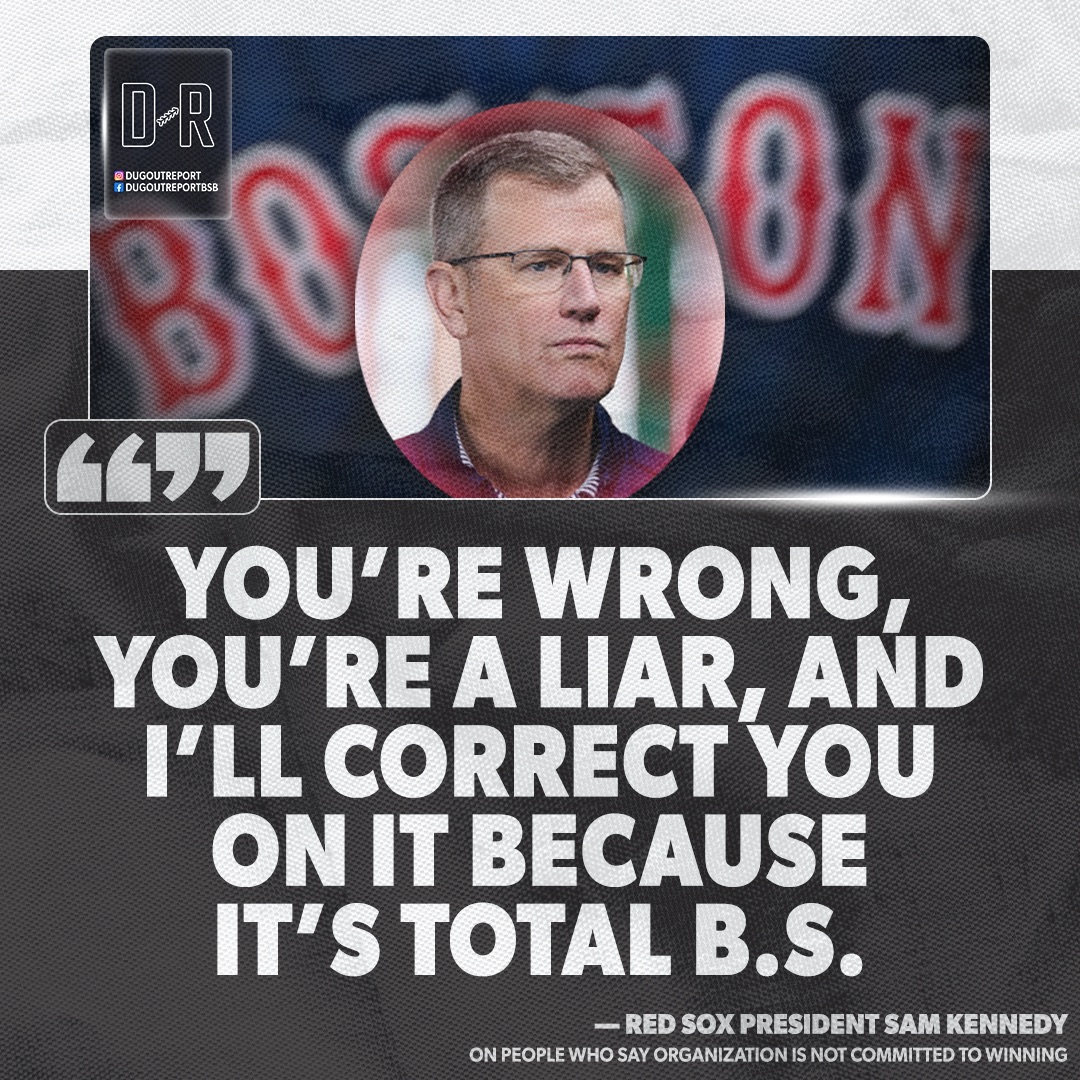 D R
DUGOUTREPORT
DUGOUTREPORTBSB
BOSTON
“”
YOU’RE WRONG,
YOU’RE A LIAR, AND
I’LL CORRECT YOU
ON IT BECAUSE
IT’S TOTAL B.S.
— RED SOX PRESIDENT SAM KENNEDY
ON PEOPLE WHO SAY ORGANIZATION IS NOT COMMITTED TO WINNING